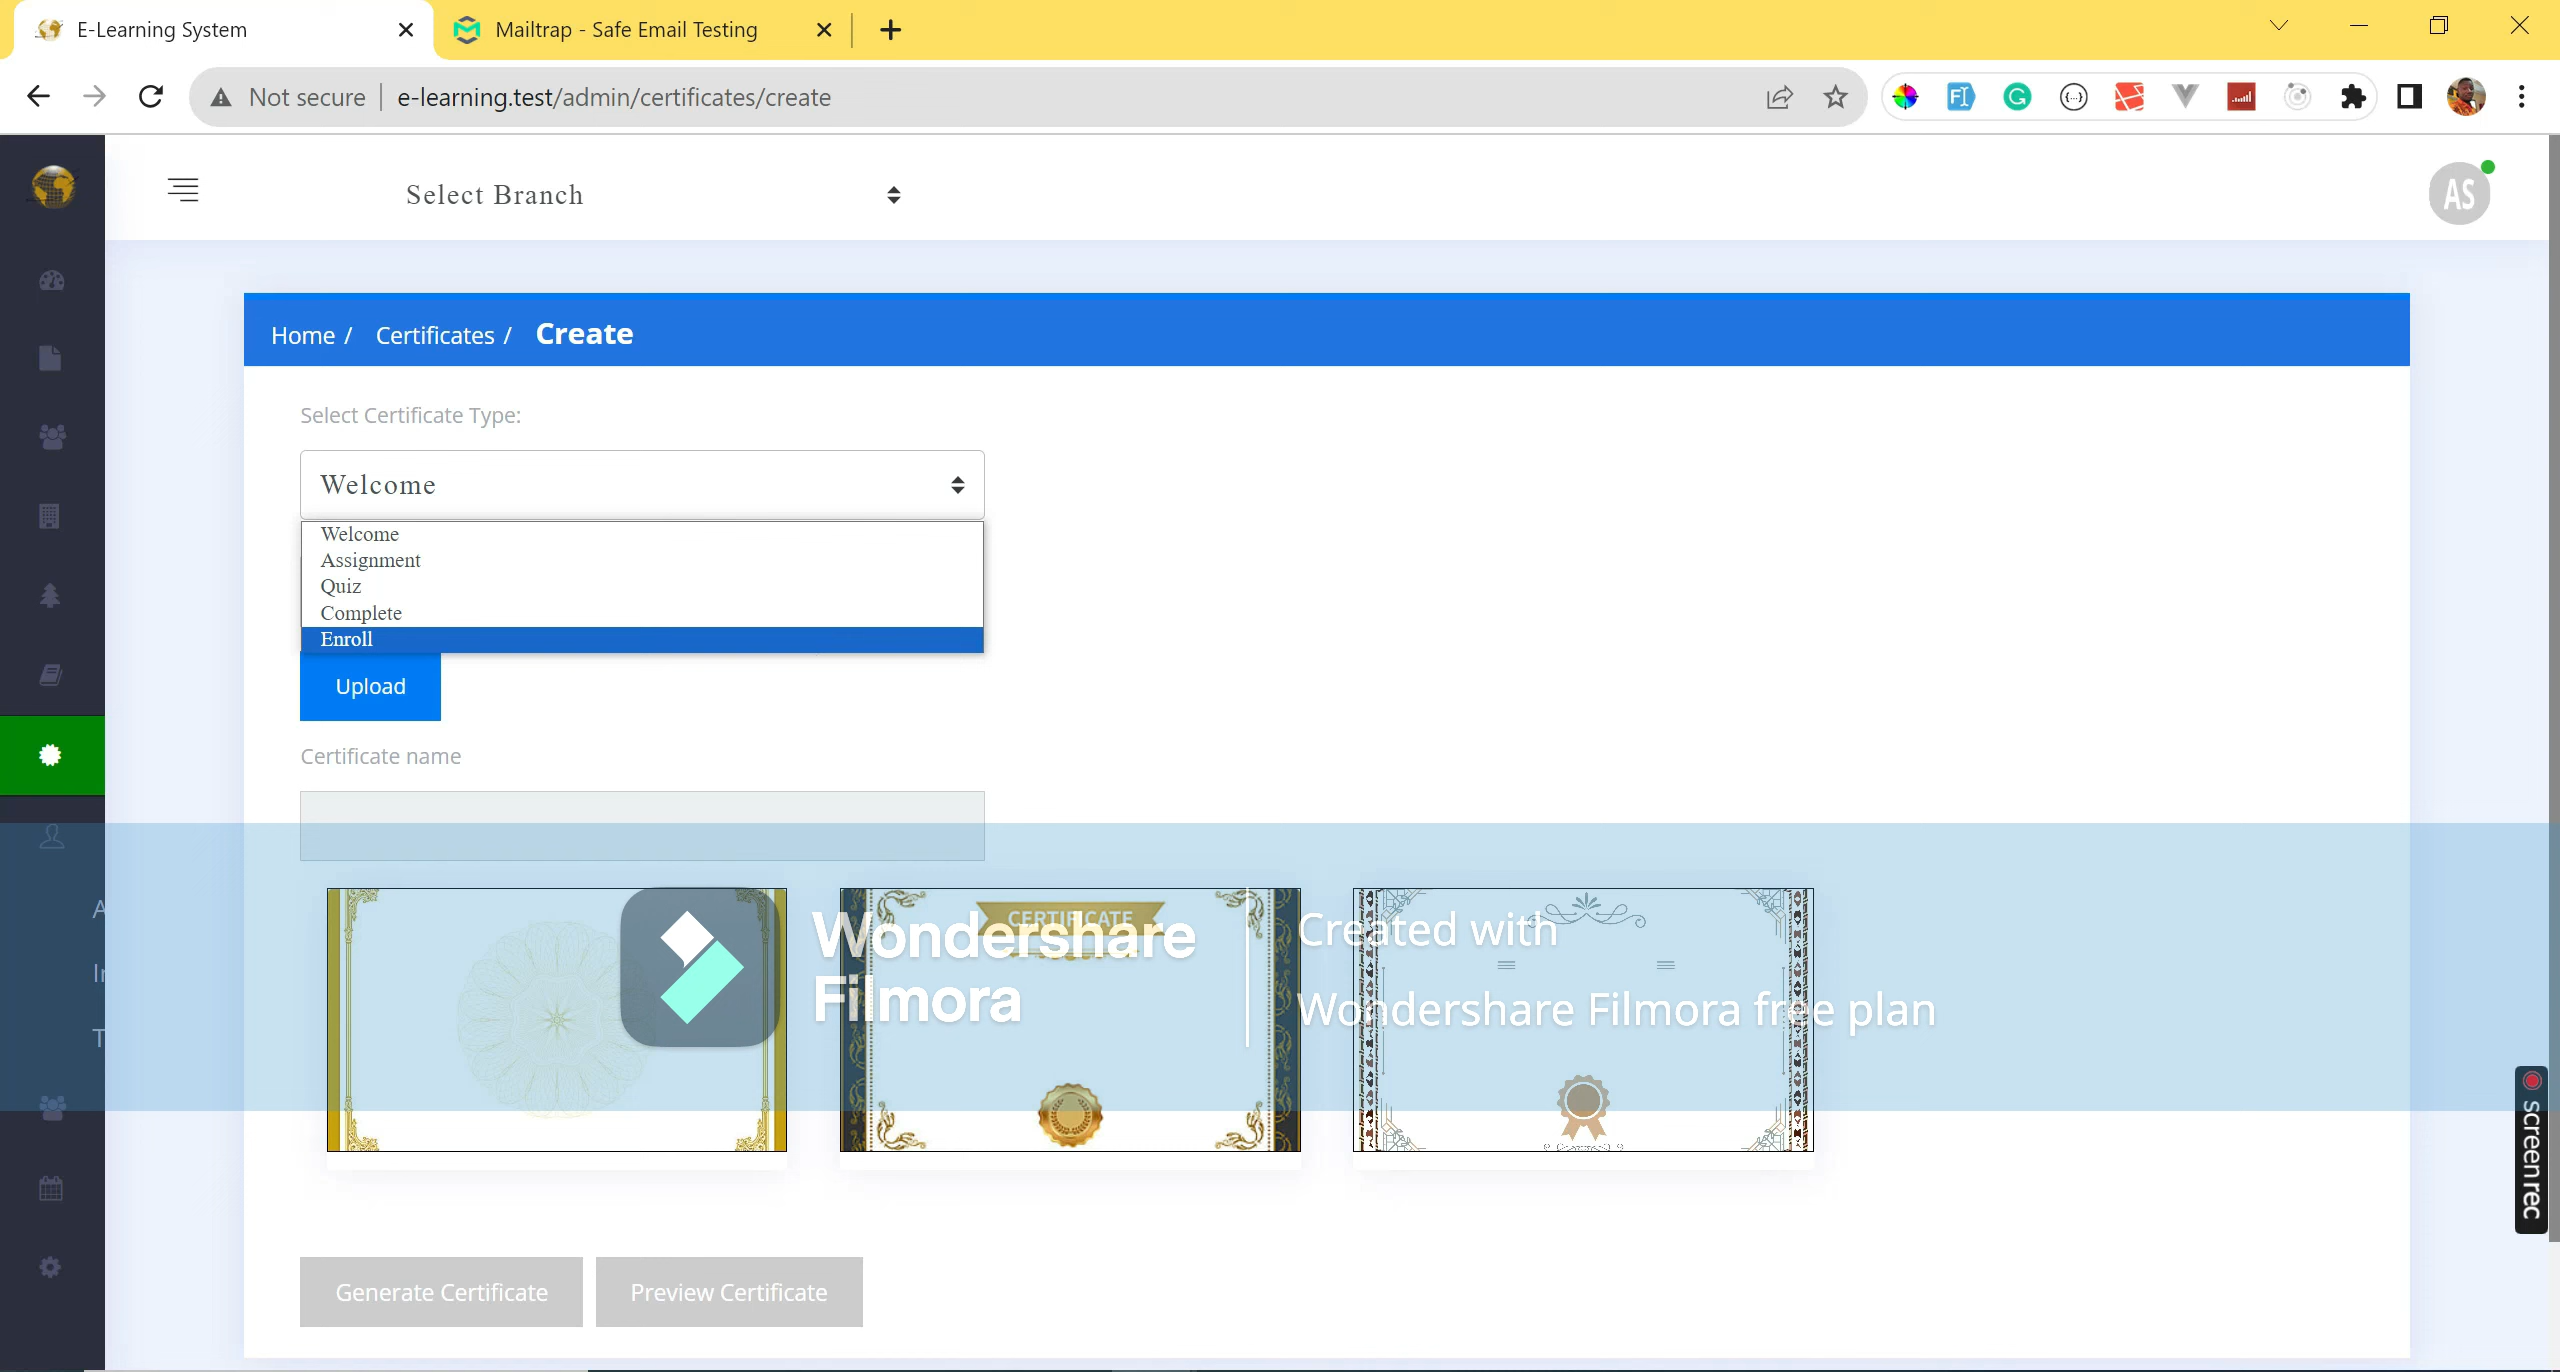 E-Learning System
Mailtrap - Safe Email Testing
Not secure
e-learning.test/admin/certificates/create
Select Branch
AS
Home / Certificates / Create
Select Certificate Type:
Welcome
Welcome
Assignment
Quiz
Complete
Enroll
Upload
Certificate name
CERTIFICATE
Wondershare
Filmora
Created with
Wondershare Filmora free plan
screenrec
Generate Certificate
Preview Certificate